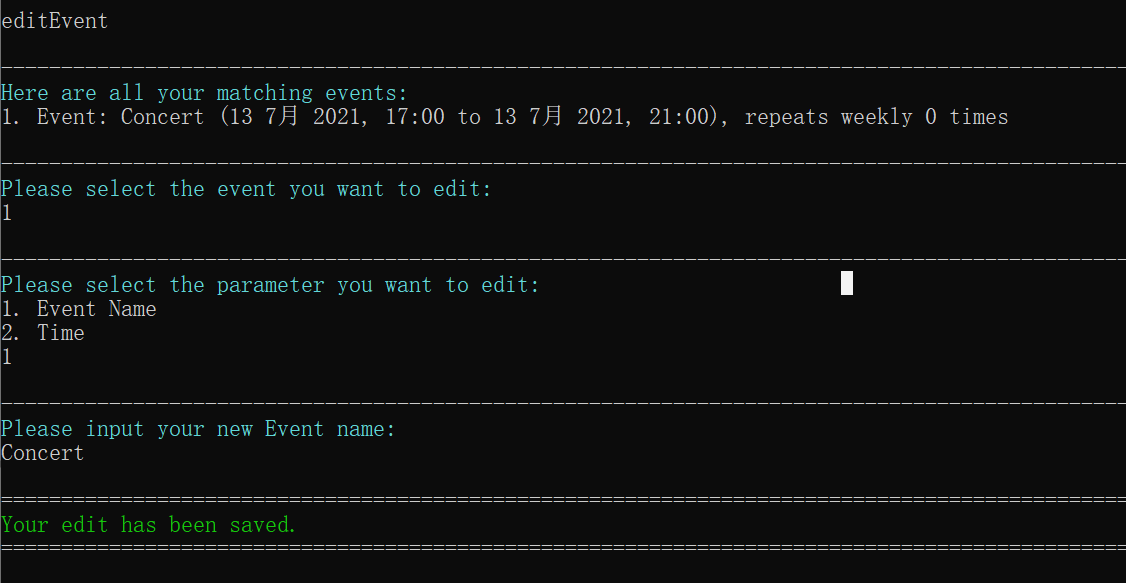 editEvent
Here are all your matching events:
1. Event: Concert (13 7月 2021, 17:00 to 13 7月 2021, 21:00), repeats weekly 0 times
Please select the event you want to edit:
1
Please select the parameter you want to edit:
1. Event Name
2. Time
1
Please input your new Event name:
Concert
Your edit has been saved.